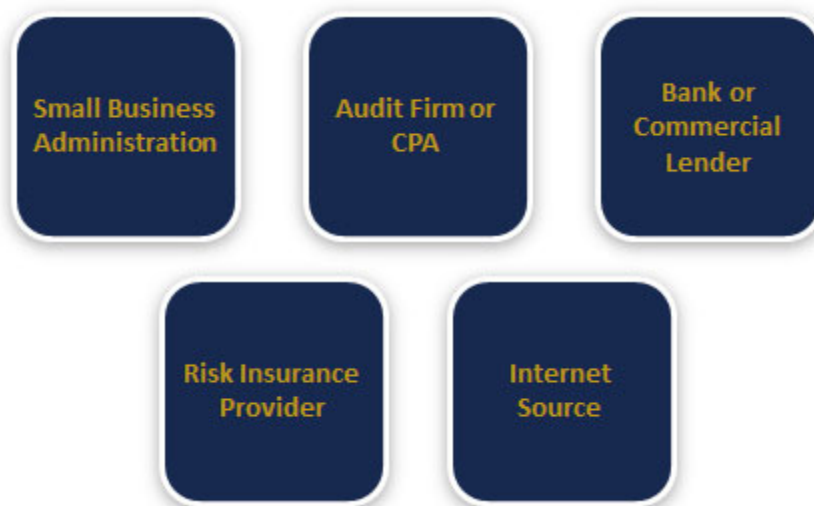 Small Business
Administration
Audit Firm or
CPA
Bank or
Commercial
Lender
Risk Insurance
Provider
Internet
Source